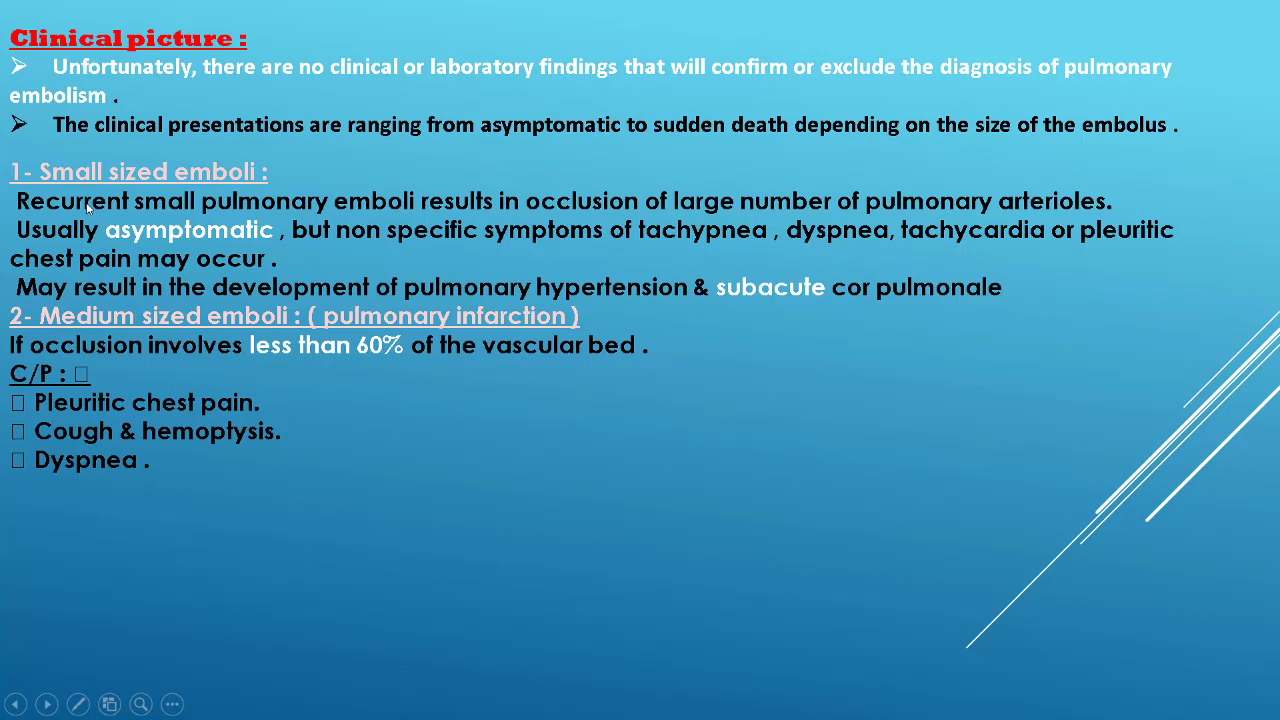 Clinical picture :
➢ Unfortunately, there are no clinical or laboratory findings that will confirm or exclude the diagnosis of pulmonary
embolism .
➢ The clinical presentations are ranging from asymptomatic to sudden death depending on the size of the embolus .
1- Small sized emboli :
Recurrent small pulmonary emboli results in occlusion of large number of pulmonary arterioles.
Usually asymptomatic , but non specific symptoms of tachypnea , dyspnea, tachycardia or pleuritic
chest pain may occur .
May result in the development of pulmonary hypertension & subacute cor pulmonale
2- Medium sized emboli : ( pulmonary infarction )
If occlusion involves less than 60% of the vascular bed .
C/P : □
□ Pleuritic chest pain.
□ Cough & hemoptysis.
□ Dyspnea .